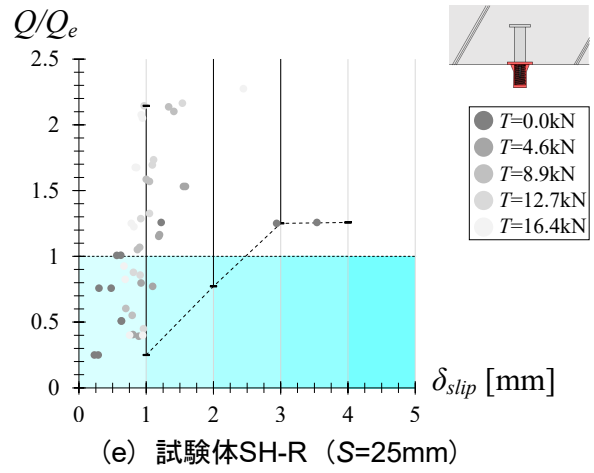 Q/Qe
2.5
2
1.5
1
0.5
0
0 1 2 3 4 5
δslip [mm]
T=0.0kN
T=4.6kN
T=8.9kN
T=12.7kN
T=16.4kN
(e) 試験体SH-R（S=25mm）